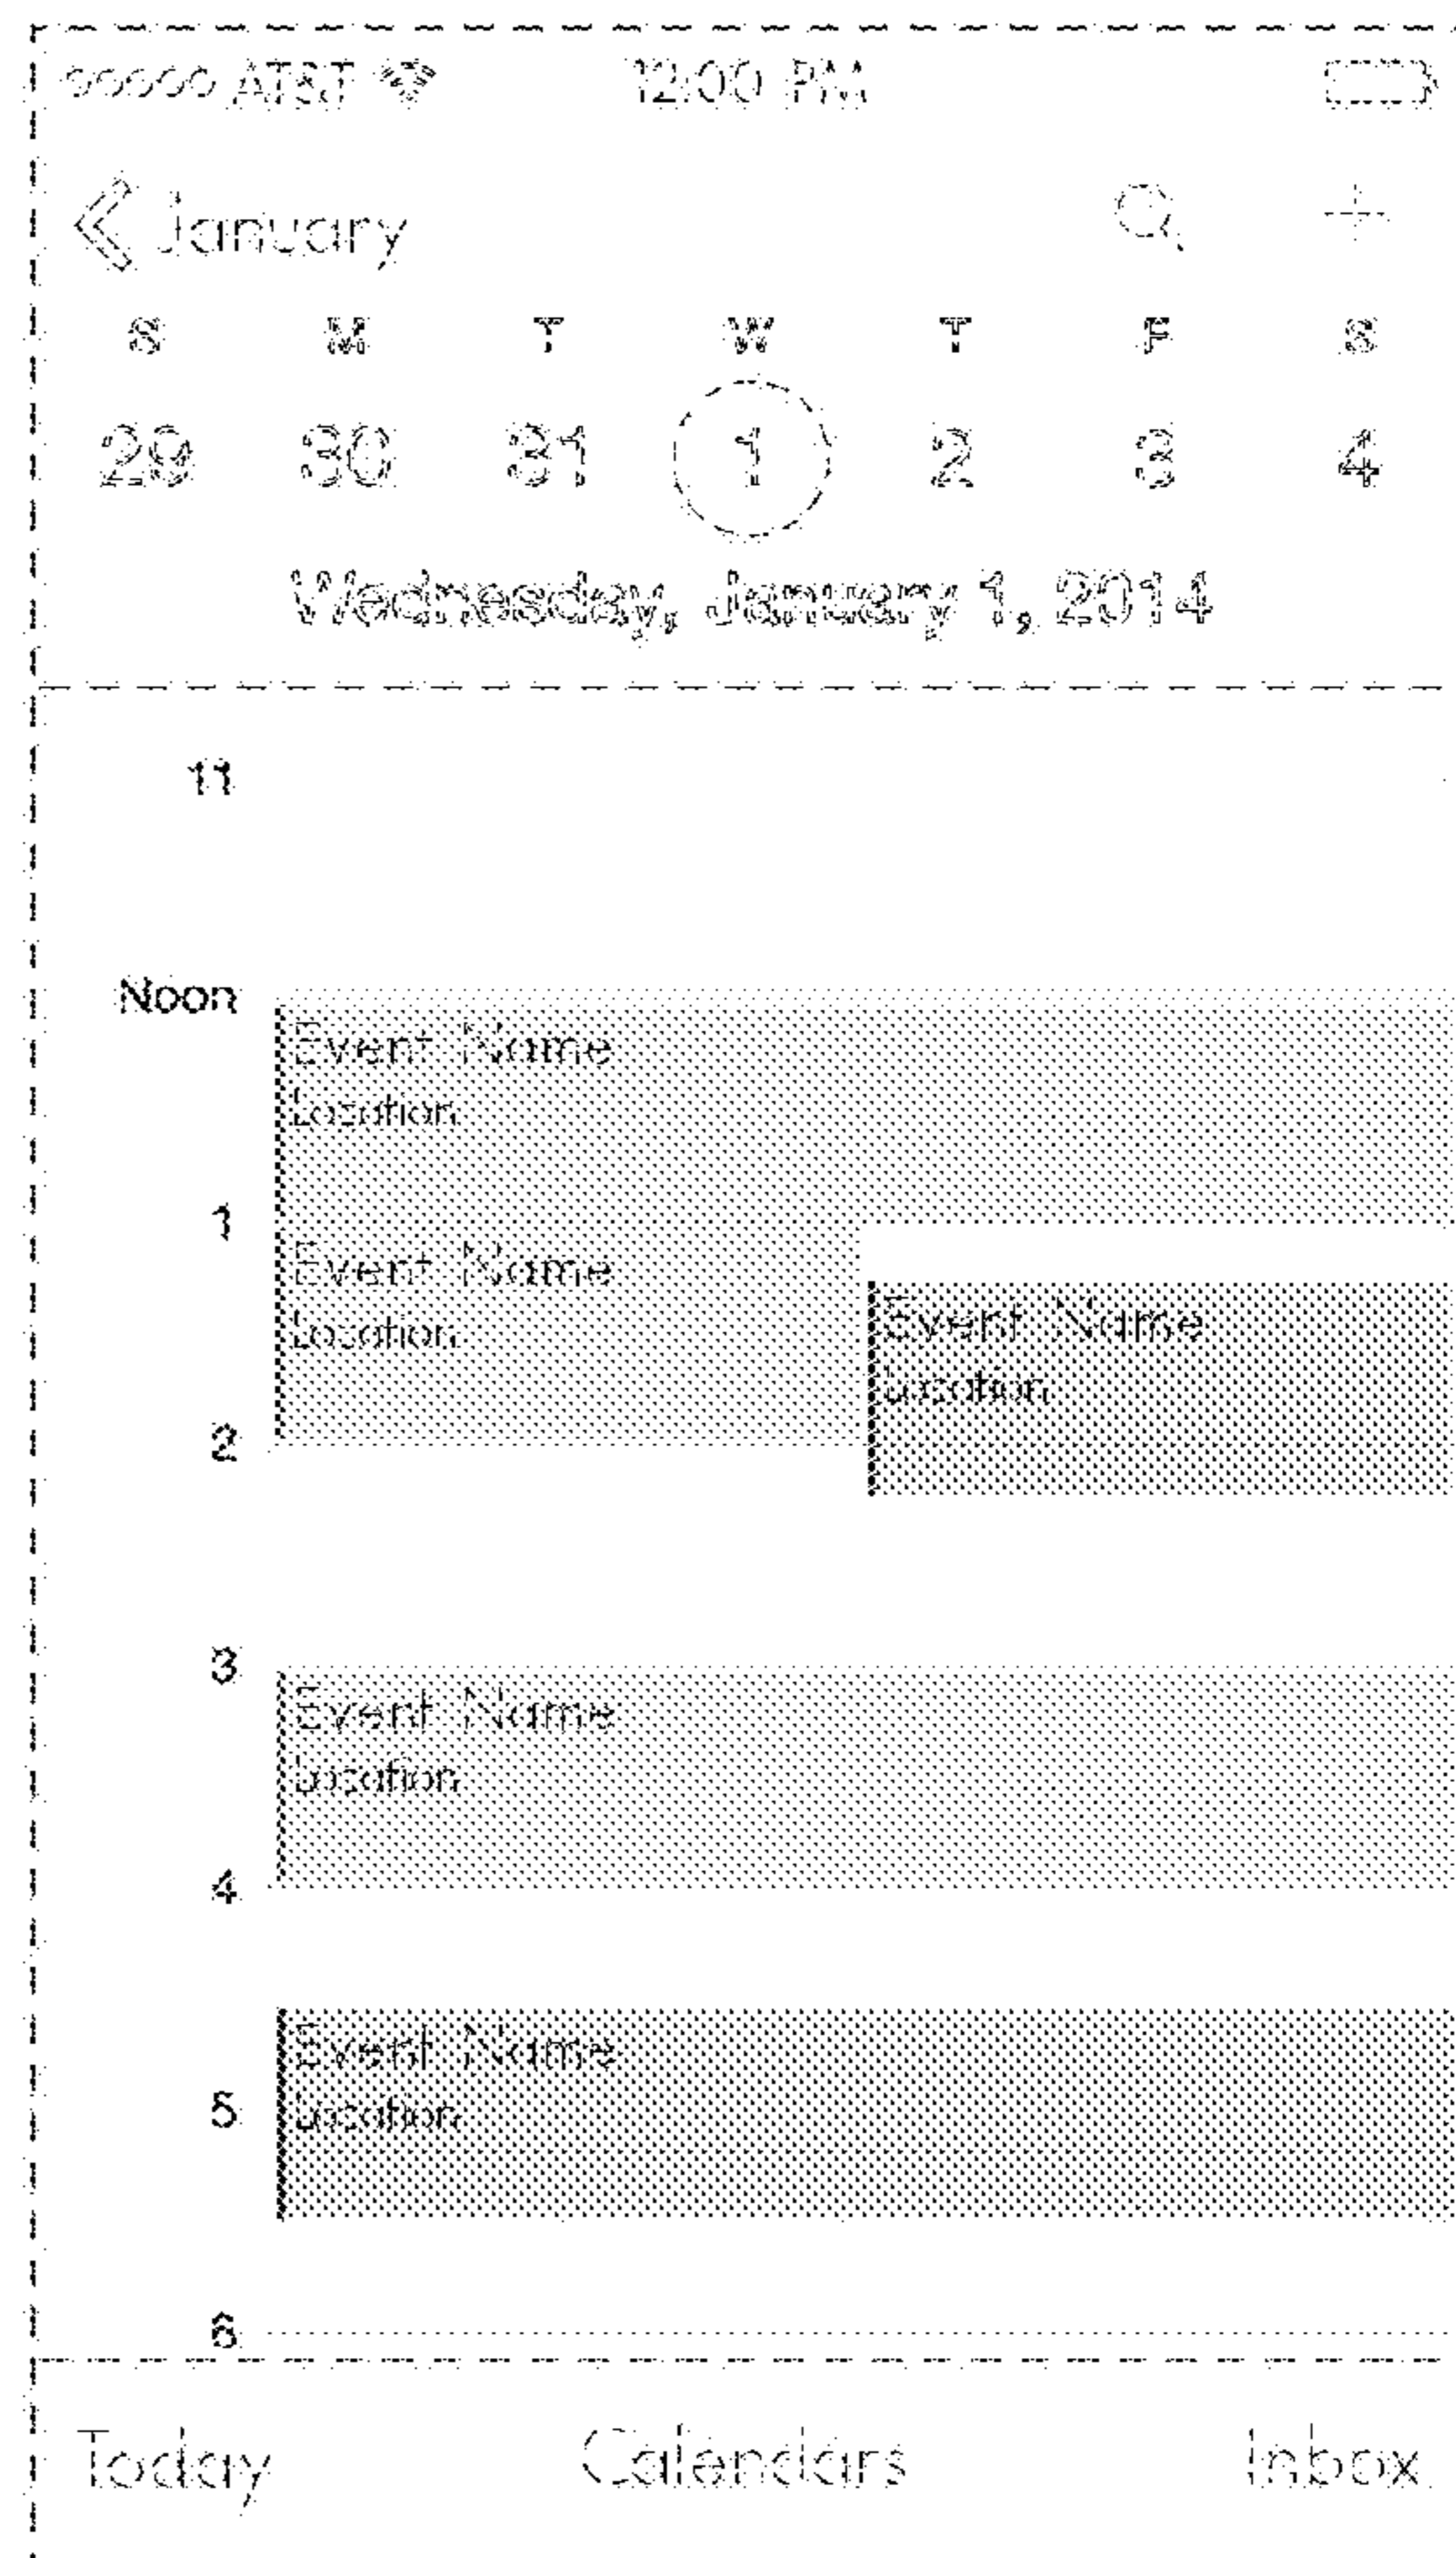 AT&T 12:00 PM
January
S M T W T F S
29 30 31 1 2 3 4
Wednesday, January 1, 2014
11
Noon
Event Name
Location
1
Event Name
Location
Event Name
Location
2
3
Event Name
Location
4
Event Name
Location
5
6
Today Calendars Inbox